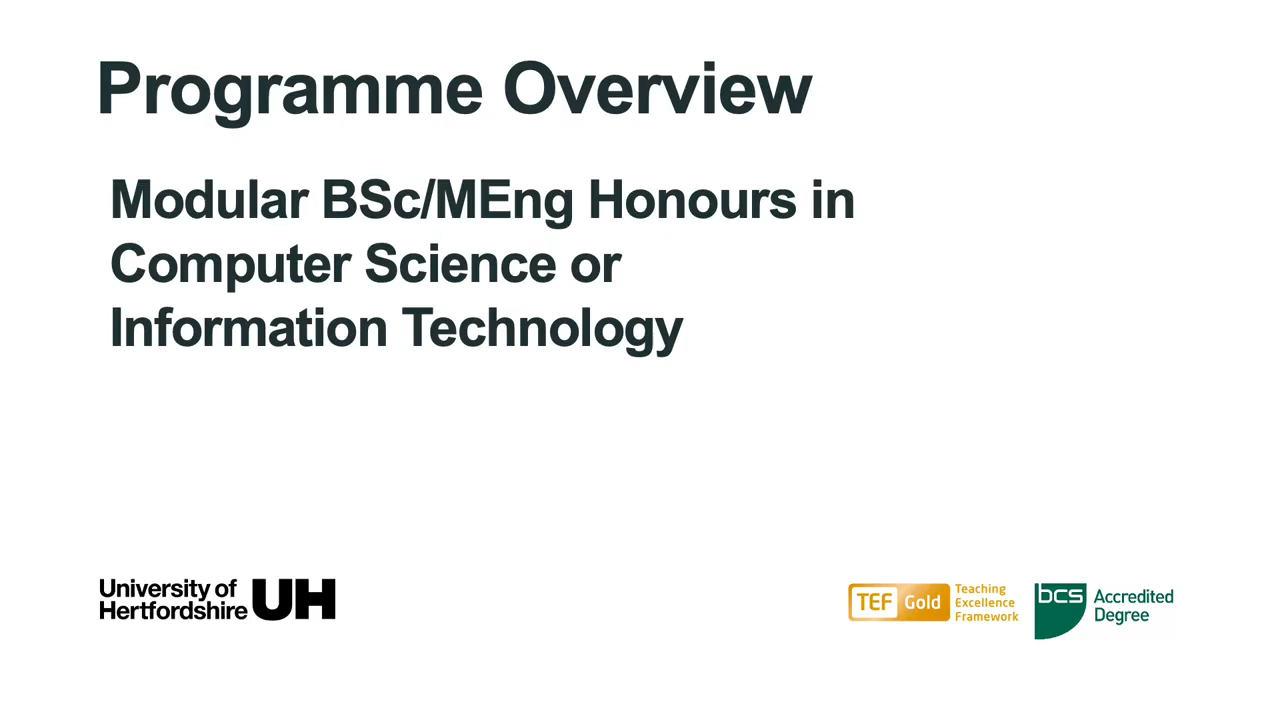 Programme Overview
Modular BSc/MEng Honours in
Computer Science or
Information Technology
University of
Hertfordshire UH
TEF Gold
Teaching
Excellence
Framework
bcs
Accredited
Degree